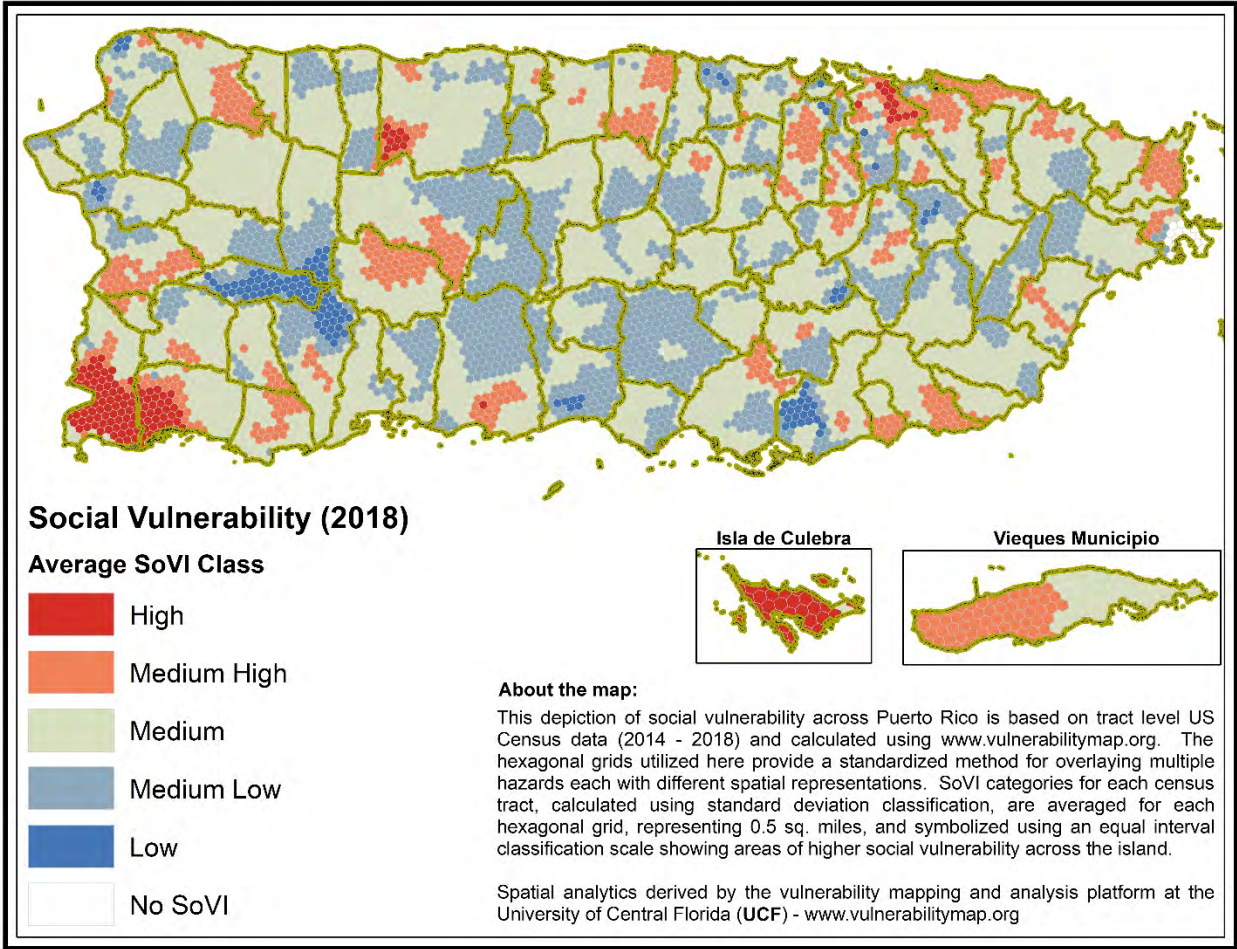 Social Vulnerability (2018)
Average SoVI Class
High
Medium High
Medium
Medium Low
Low
No SoVI
Isla de Culebra
Vieques Municipio
About the map:
This depiction of social vulnerability across Puerto Rico is based on tract level US
Census data (2014 - 2018) and calculated using www.vulnerabilitymap.org. The
hexagonal grids utilized here provide a standardized method for overlaying multiple
hazards each with different spatial representations. SoVI categories for each census
tract, calculated using standard deviation classification, are averaged for each
hexagonal grid, representing 0.5 sq. miles, and symbolized using an equal interval
classification scale showing areas of higher social vulnerability across the island.
Spatial analytics derived by the vulnerability mapping and analysis platform at the
University of Central Florida (UCF) - www.vulnerabilitymap.org